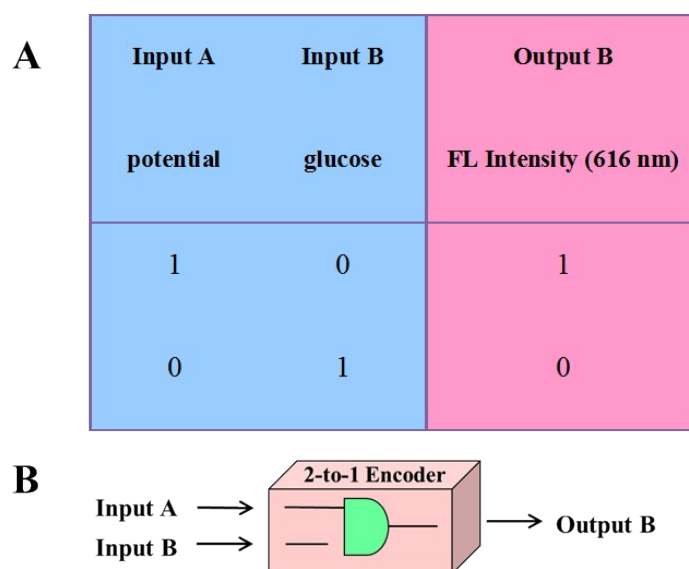 A
Input A Input B Output B
potential glucose FL Intensity (616 nm)
1 0 1
0 1 0
B
2-to-1 Encoder
Input A
Input B
Output B